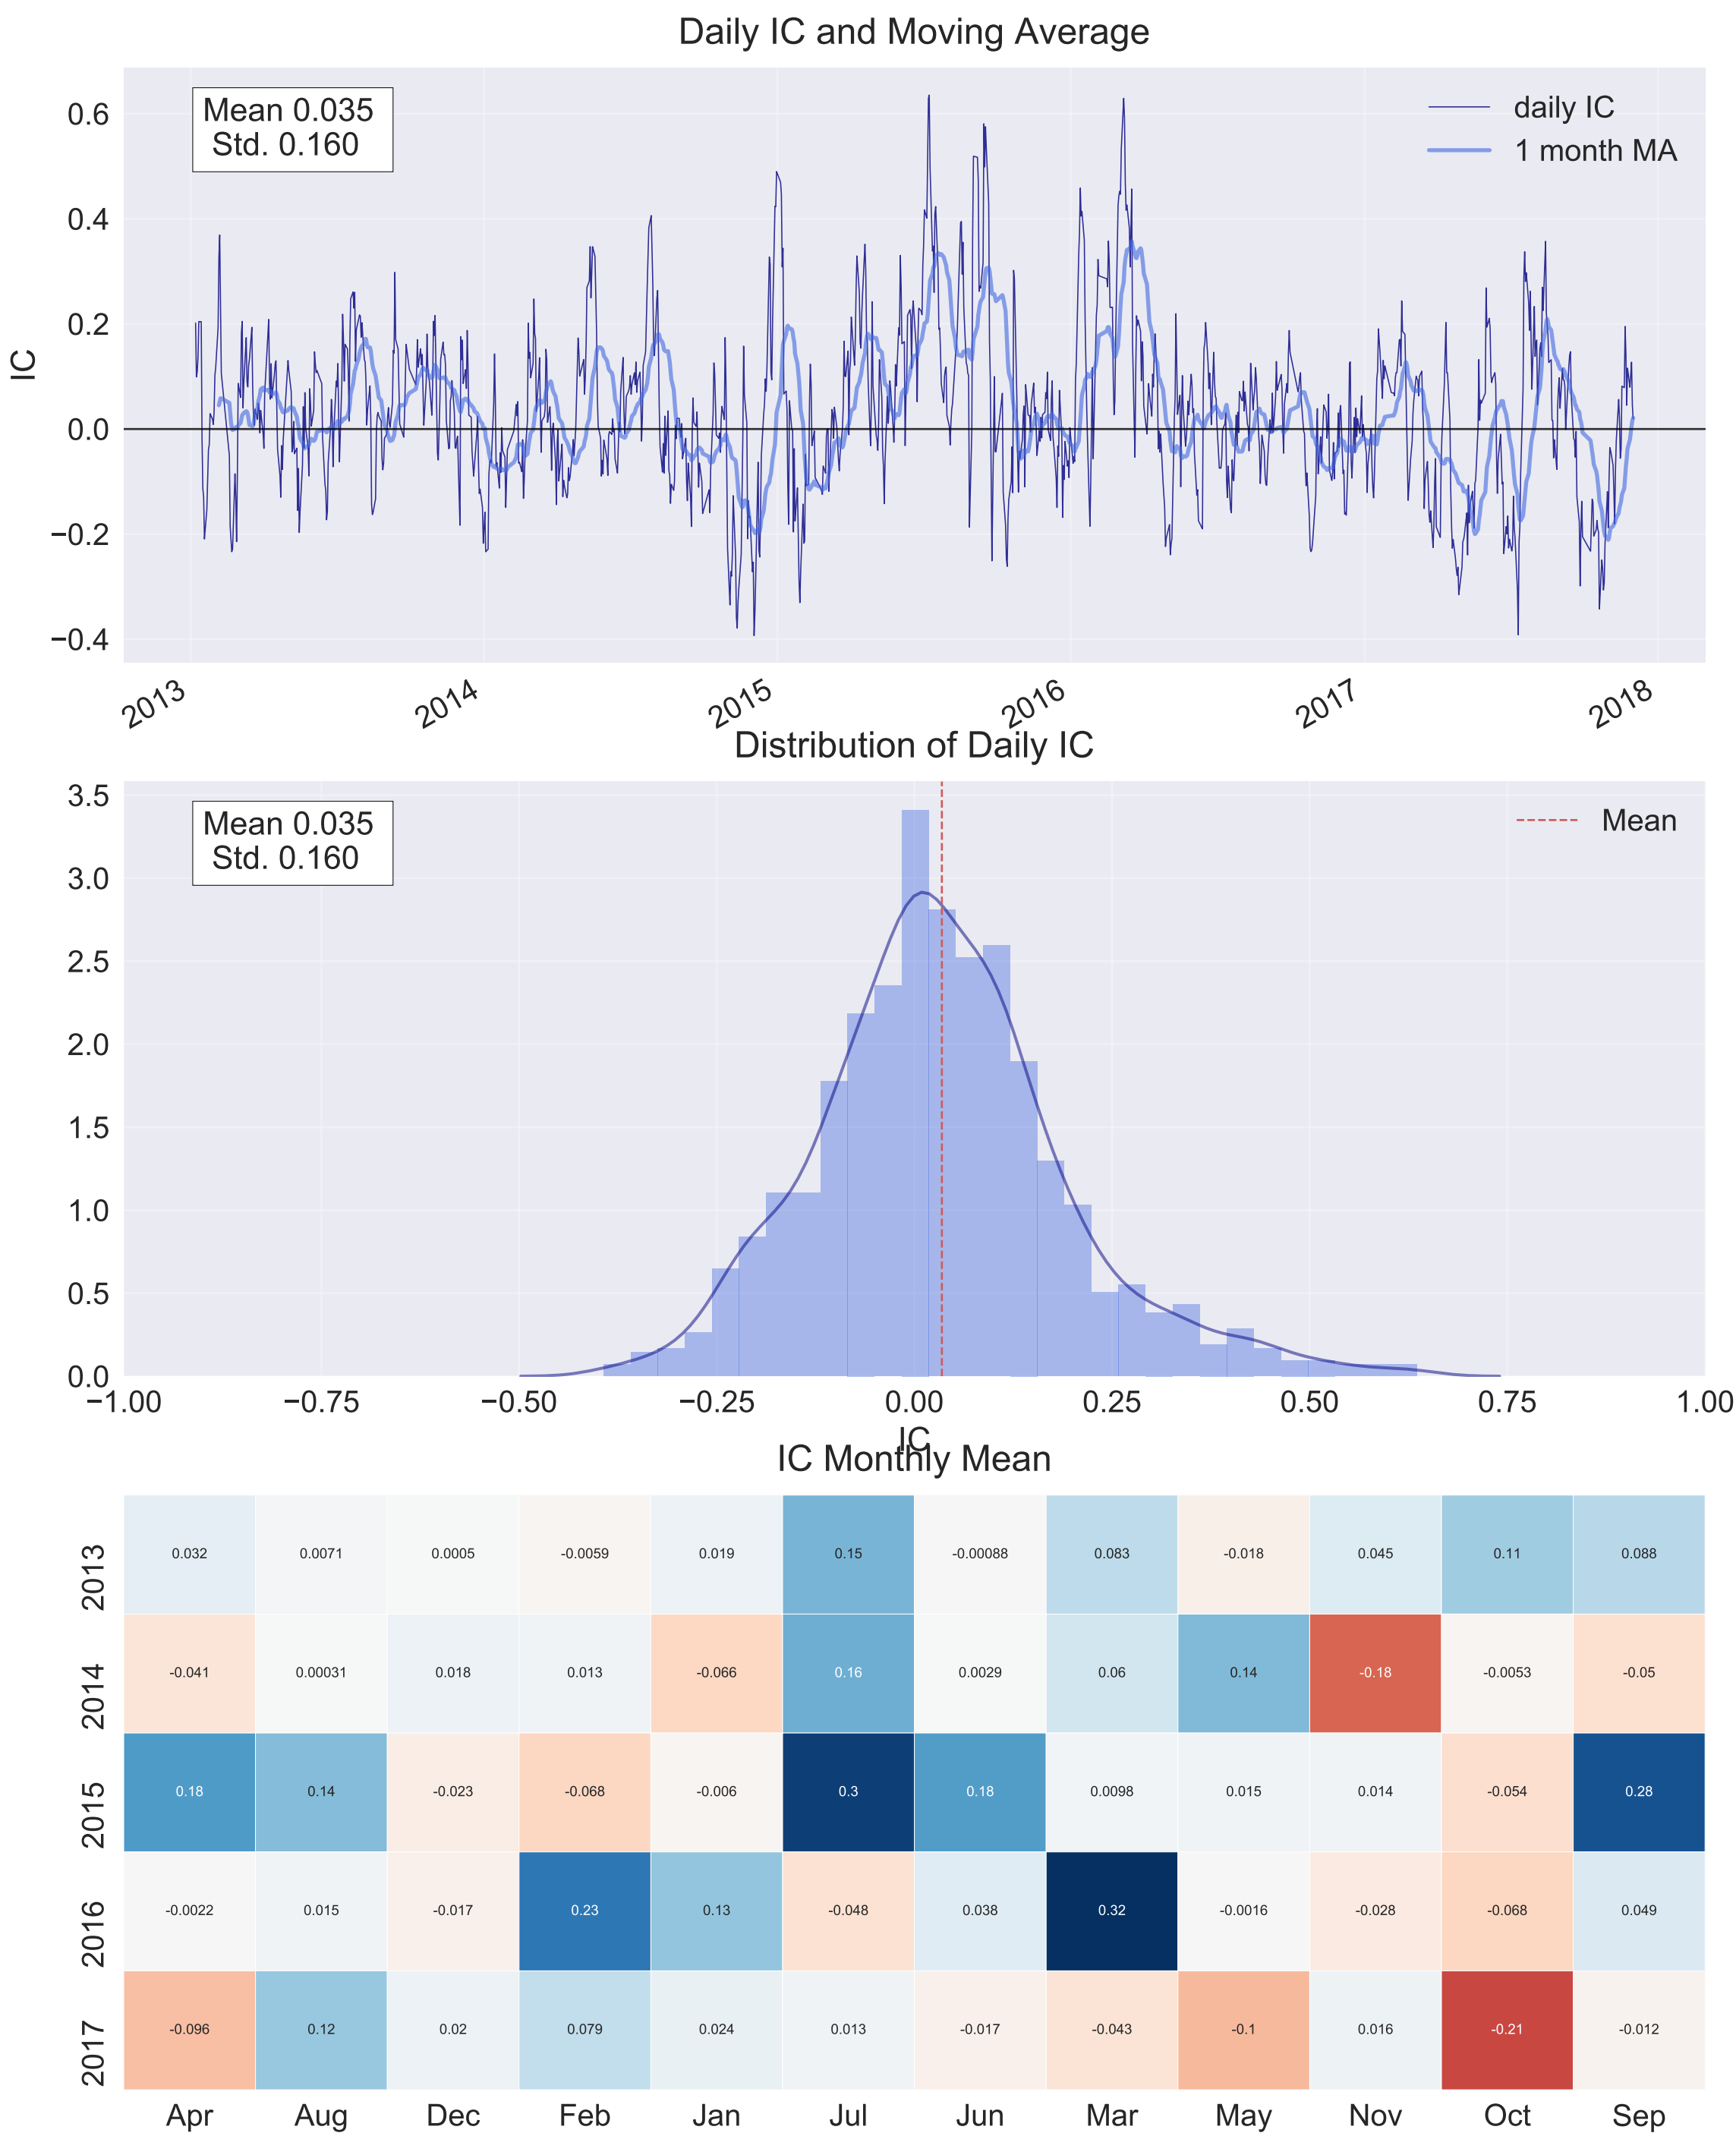 Daily IC and Moving Average
Mean 0.035
Std. 0.160
daily IC
1 month MA
IC
0.6
0.4
0.2
0.0
−0.2
−0.4
2013 2014 2015 2016 2017 2018
Distribution of Daily IC
Mean 0.035
Std. 0.160
Mean
3.5
3.0
2.5
2.0
1.5
1.0
0.5
0.0
−1.00 −0.75 −0.50 −0.25 0.00 0.25 0.50 0.75 1.00
IC
IC Monthly Mean
2013 0.032 0.0071 0.0005 -0.0059 0.019 0.15 -0.00088 0.083 -0.018 0.045 0.11 0.088
2014 -0.041 0.00031 0.018 0.013 -0.066 0.16 0.0029 0.06 0.14 -0.18 -0.0053 -0.05
2015 0.18 0.14 -0.023 -0.068 -0.006 0.3 0.18 0.0098 0.015 0.014 -0.054 0.28
2016 -0.0022 0.015 -0.017 0.23 0.13 -0.048 0.038 0.32 -0.0016 -0.028 -0.068 0.049
2017 -0.096 0.12 0.02 0.079 0.024 0.013 -0.017 -0.043 -0.1 0.016 -0.21 -0.012
Apr Aug Dec Feb Jan Jul Jun Mar May Nov Oct Sep